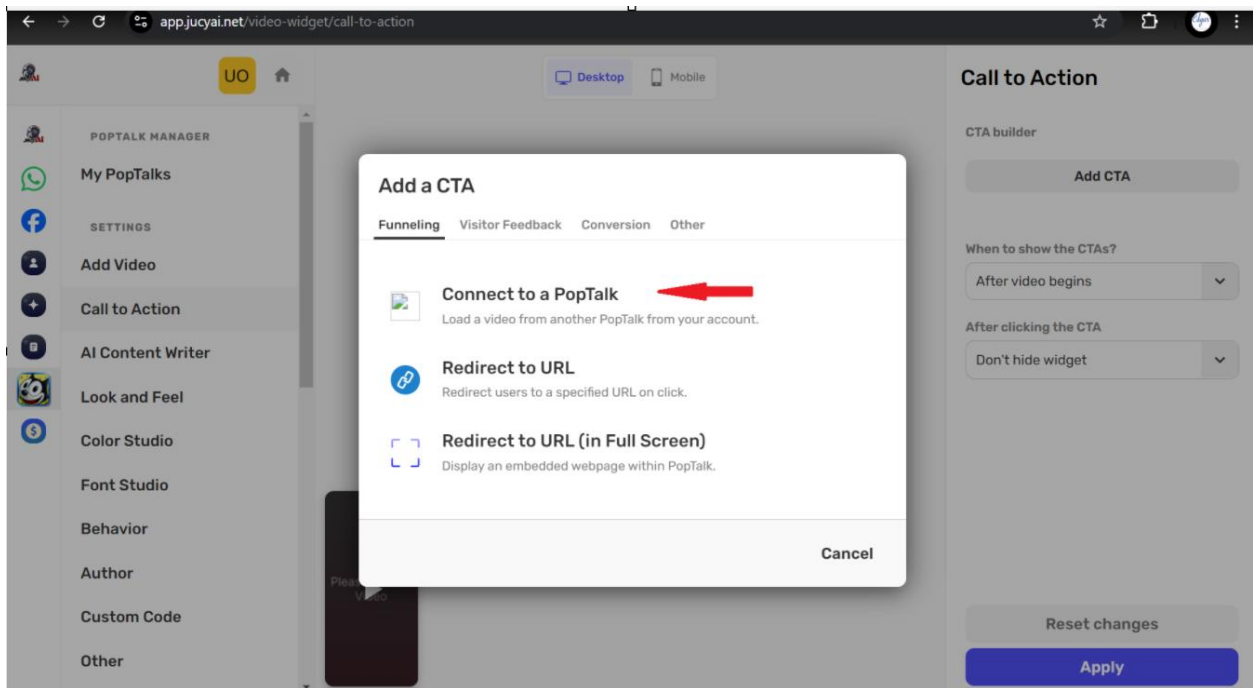 app.jucyai.net/video-widget/call-to-action
UO
Desktop
Mobile
Call to Action
POPTALK MANAGER
My PopTalks
SETTINGS
Add Video
Call to Action
AI Content Writer
Look and Feel
Color Studio
Font Studio
Behavior
Author
Custom Code
Other
Add a CTA
Funneling
Visitor Feedback
Conversion
Other
Connect to a PopTalk
Load a video from another PopTalk from your account.
Redirect to URL
Redirect users to a specified URL on click.
Redirect to URL (in Full Screen)
Display an embedded webpage within PopTalk.
Cancel
Video
CTA builder
Add CTA
When to show the CTAs?
After video begins
After clicking the CTA
Don't hide widget
Reset changes
Apply